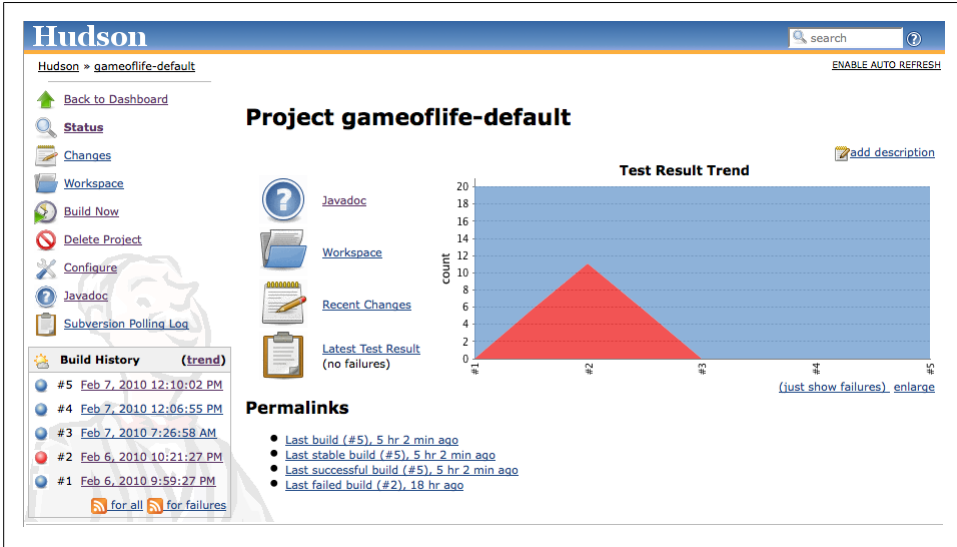 Hudson
search
Hudson » gameoflife-default
ENABLE AUTO REFRESH
Back to Dashboard
Status
Changes
Workspace
Build Now
Delete Project
Configure
Javadoc
Subversion Polling Log
Build History (trend)
#5 Feb 7, 2010 12:10:02 PM
#4 Feb 7, 2010 12:06:55 PM
#3 Feb 7, 2010 7:26:58 AM
#2 Feb 6, 2010 10:21:27 PM
#1 Feb 6, 2010 9:59:27 PM
for all for failures
Project gameoflife-default
add description
Javadoc
Workspace
Recent Changes
Latest Test Result
(no failures)
Test Result Trend
count
20
18
16
14
12
10
8
6
4
2
0
#1
#2
#3
#4
#5
(just show failures) enlarge
Permalinks
Last build (#5), 5 hr 2 min ago
Last stable build (#5), 5 hr 2 min ago
Last successful build (#5), 5 hr 2 min ago
Last failed build (#2), 18 hr ago